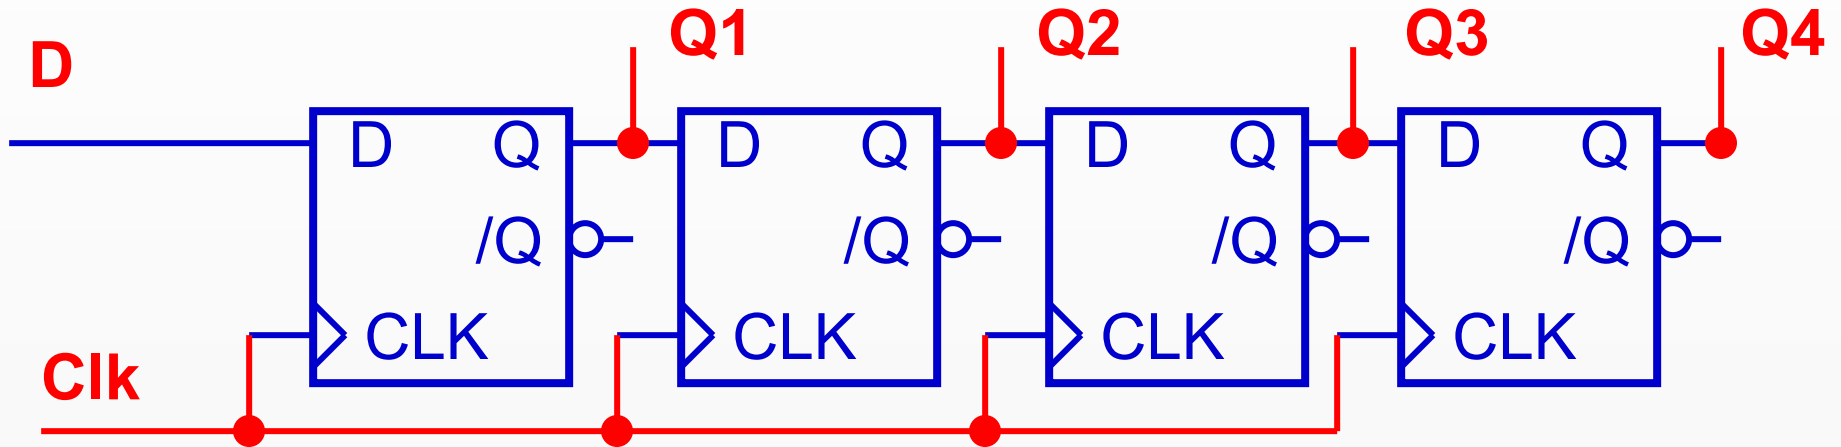 D Q1 Q2 Q3 Q4
D Q D Q D Q D Q
/Q /Q /Q /Q
CLK CLK CLK CLK
Clk